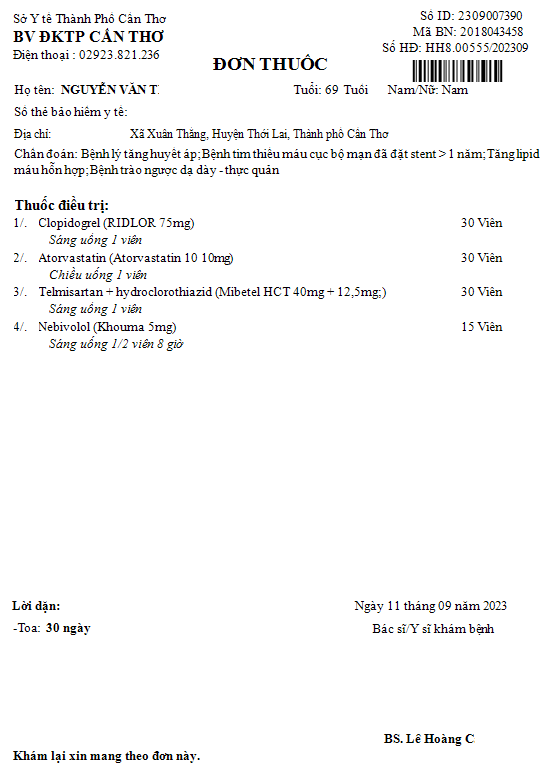 Sở Y tế Thành Phố Cần Thơ
BV ĐKTP CẦN THƠ
Điện thoại : 02923.821.236
Số ID: 2309007390
Mã BN: 2018043458
Số HĐ: HH8.00555/202309
ĐƠN THUỐC
Họ tên: NGUYỄN VĂN T. Tuổi: 69 Tuổi Nam/Nữ: Nam
Số thẻ bảo hiểm y tế:
Địa chỉ: Xã Xuân Thắng, Huyện Thới Lai, Thành phố Cần Thơ
Chẩn đoán: Bệnh lý tăng huyết áp;Bệnh tim thiếu máu cục bộ mạn đã đặt stent > 1 năm;Tăng lipid
máu hỗn hợp;Bệnh trào ngược dạ dày - thực quản
Thuốc điều trị:
1/. Clopidogrel (RIDLOR 75mg) 30 Viên
Sáng uống 1 viên
2/. Atorvastatin (Atorvastatin 10 10mg) 30 Viên
Chiều uống 1 viên
3/. Telmisartan + hydroclorothiazid (Mibetel HCT 40mg + 12,5mg;) 30 Viên
Sáng uống 1 viên
4/. Nebivolol (Khouma 5mg) 15 Viên
Sáng uống 1/2 viên 8 giờ
Lời dặn: Ngày 11 tháng 09 năm 2023
-Toa: 30 ngày Bác sĩ/Y sĩ khám bệnh
BS. Lê Hoàng C
Khám lại xin mang theo đơn này.